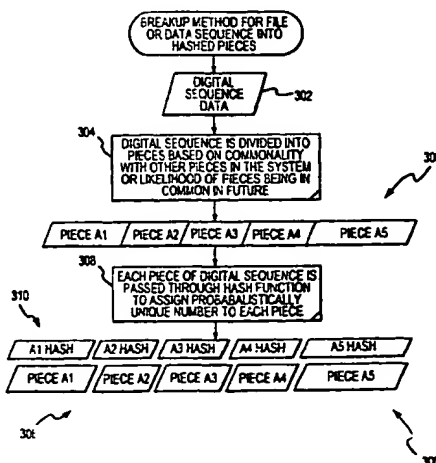 BREAKUP METHOD FOR FILE
OR DATA SEQUENCE INTO
HASHED PIECES
DIGITAL
SEQUENCE
DATA
302
304
DIGITAL SEQUENCE IS DIVIDED INTO
PIECES BASED ON COMMONALITY
WITH OTHER PIECES IN THE SYSTEM
OR LIKELIHOOD OF PIECES BEING IN
COMMON IN FUTURE
PIECE A1 PIECE A2 PIECE A3 PIECE A4 PIECE A5
308
EACH PIECE OF DIGITAL SEQUENCE IS
PASSED THROUGH HASH FUNCTION
TO ASSIGN PROBABALISTICALLY
UNIQUE NUMBER TO EACH PIECE
310
A1 HASH A2 HASH A3 HASH A4 HASH A5 HASH
PIECE A1 PIECE A2 PIECE A3 PIECE A4 PIECE A5